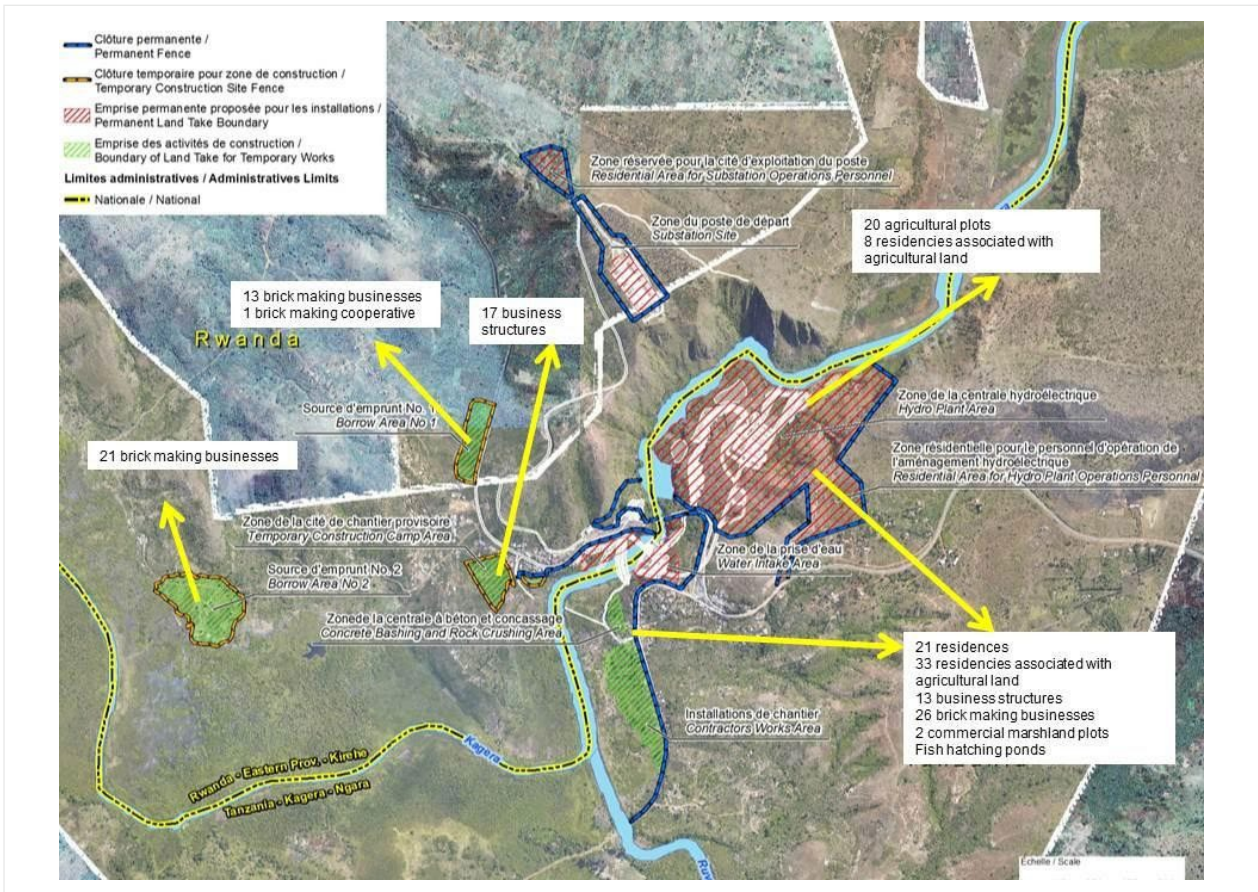 Clôture permanente /
Permanent Fence
Clôture temporaire pour zone de construction /
Temporary Construction Site Fence
Emprise permanente proposée pour les installations /
Permanent Land Take Boundary
Emprise des activités de construction /
Boundary of Land Take for Temporary Works
Limites administratives / Administratives Limits
Nationale / National
Zone réservée pour la cité d'exploitation du poste
Residential Area for Substation Operations Personnel
Zone du poste de départ
Substation Site
20 agricultural plots
8 residencies associated with
agricultural land
13 brick making businesses
1 brick making cooperative
17 business
structures
Rwanda
Source d'emprunt No. 1
Borrow Area No 1
Zone de la centrale hydroélectrique
Hydro Plant Area
21 brick making businesses
Zone résidentielle pour le personnel d'opération de
l'aménagement hydroélectrique
Residential Area for Hydro Plant Operations Personnal
Zone de la cité de chantier provisoire
Temporary Construction Camp Area
Zone de la prise d'eau
Water Intake Area
Source d'emprunt No. 2
Borrow Area No 2
Zonede la centrale à béton et concassage
Concrete Bashing and Rock Crushing Area
21 residences
33 residencies associated with
agricultural land
13 business structures
26 brick making businesses
2 commercial marshland plots
Fish hatching ponds
Installations de chantier
Contractors Works Area
Kagera
Rwanda - Eastern Prov. - Kirehe
Tanzania - Kagera - Ngara
Échelle / Scale